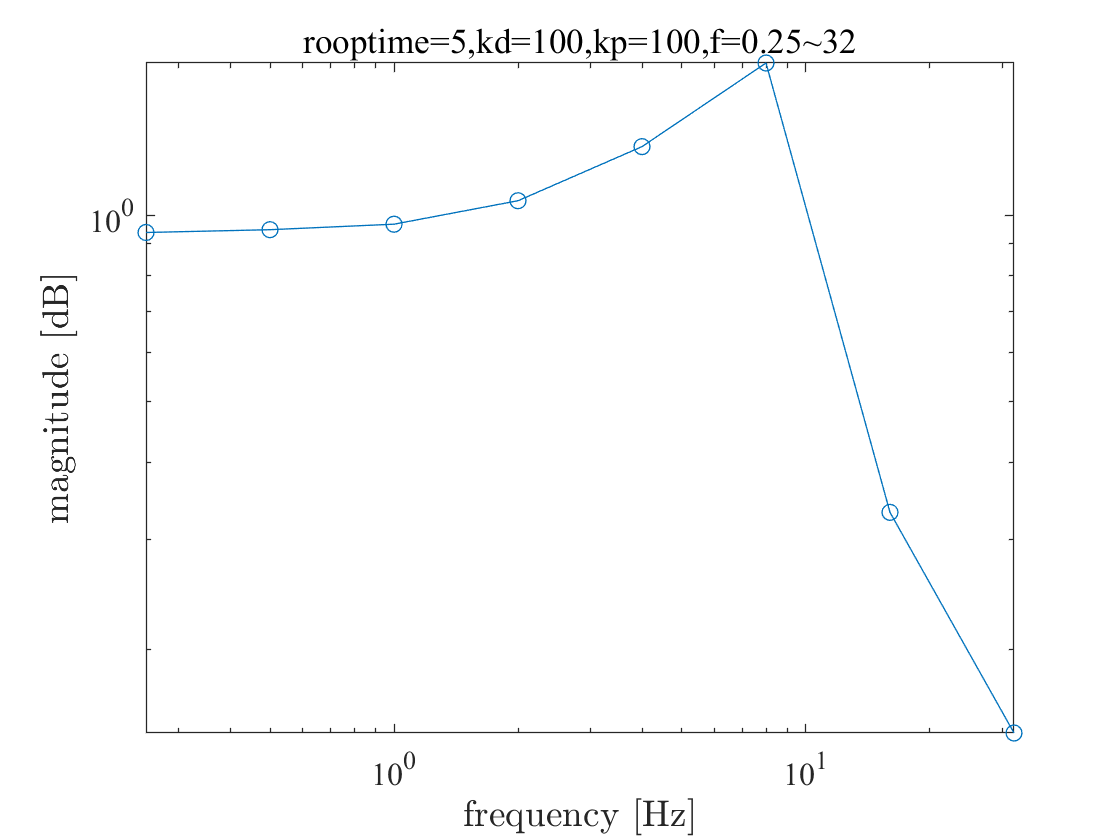 rooptime=5,kd=100,kp=100,f=0.25~32
10^0
magnitude [dB]
10^0 10^1
frequency [Hz]